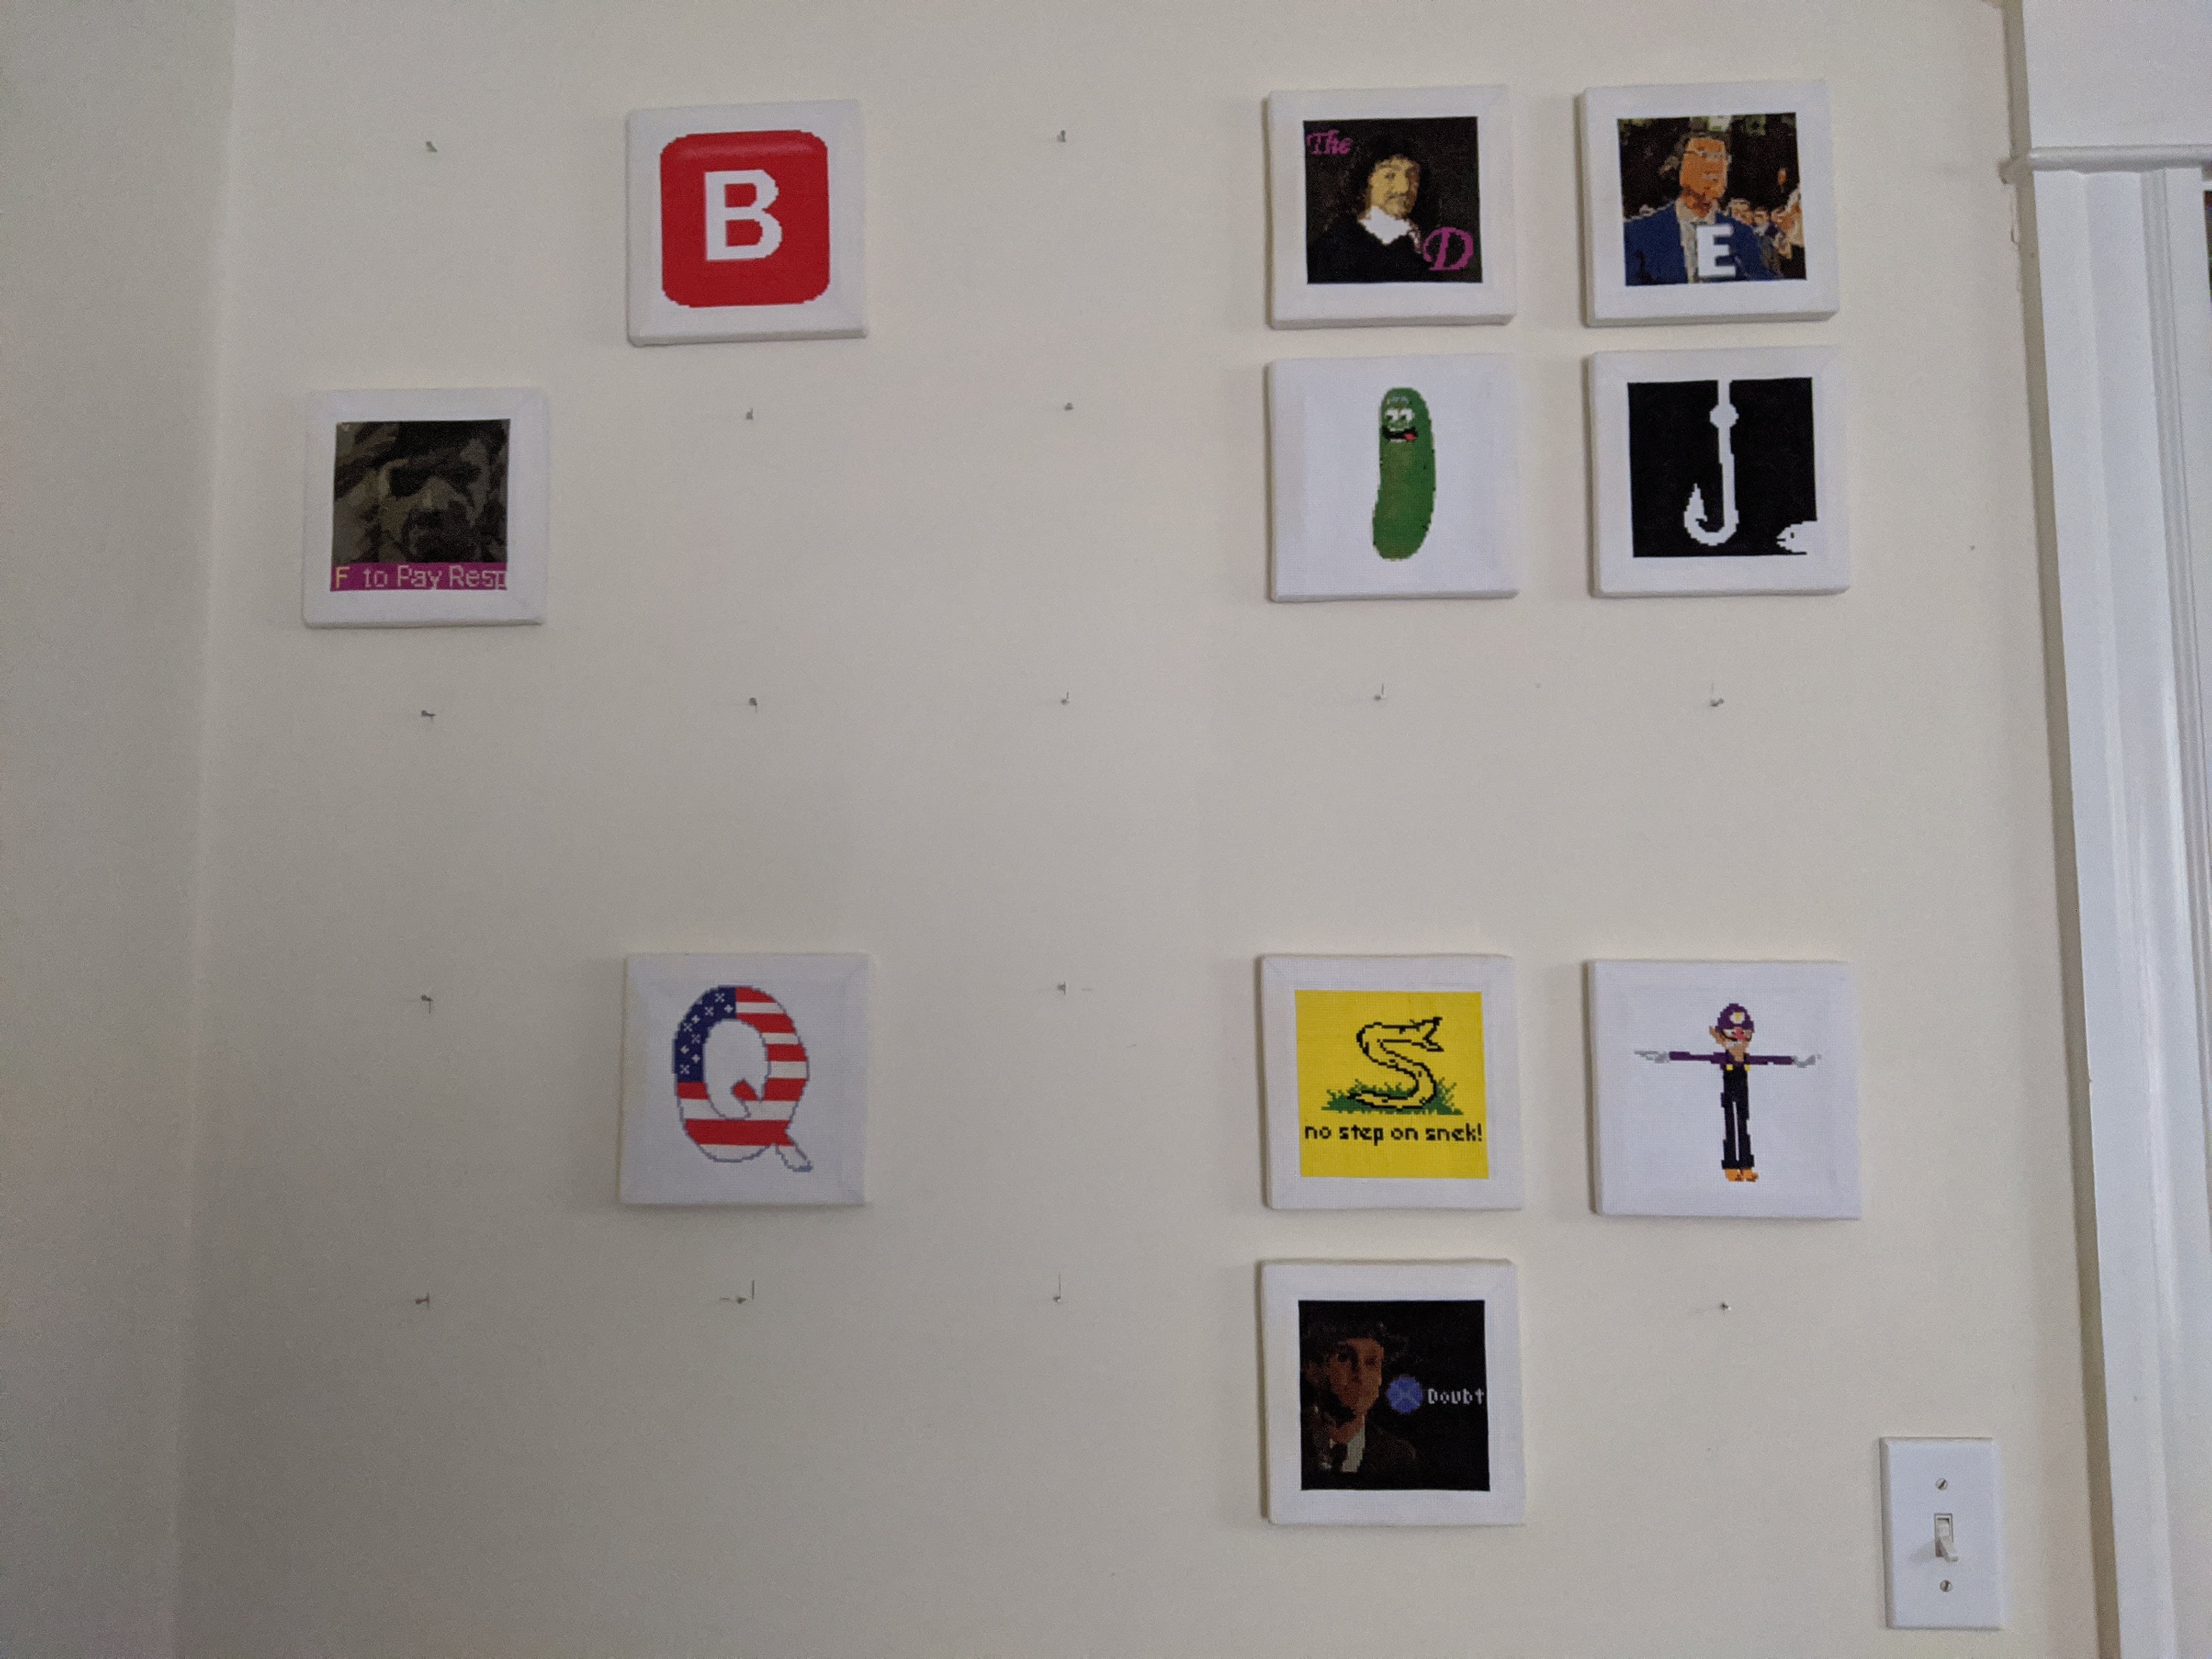 B
The
D
E
F to Pay Resp
J
Q
S
no step on snek!
X Doubt